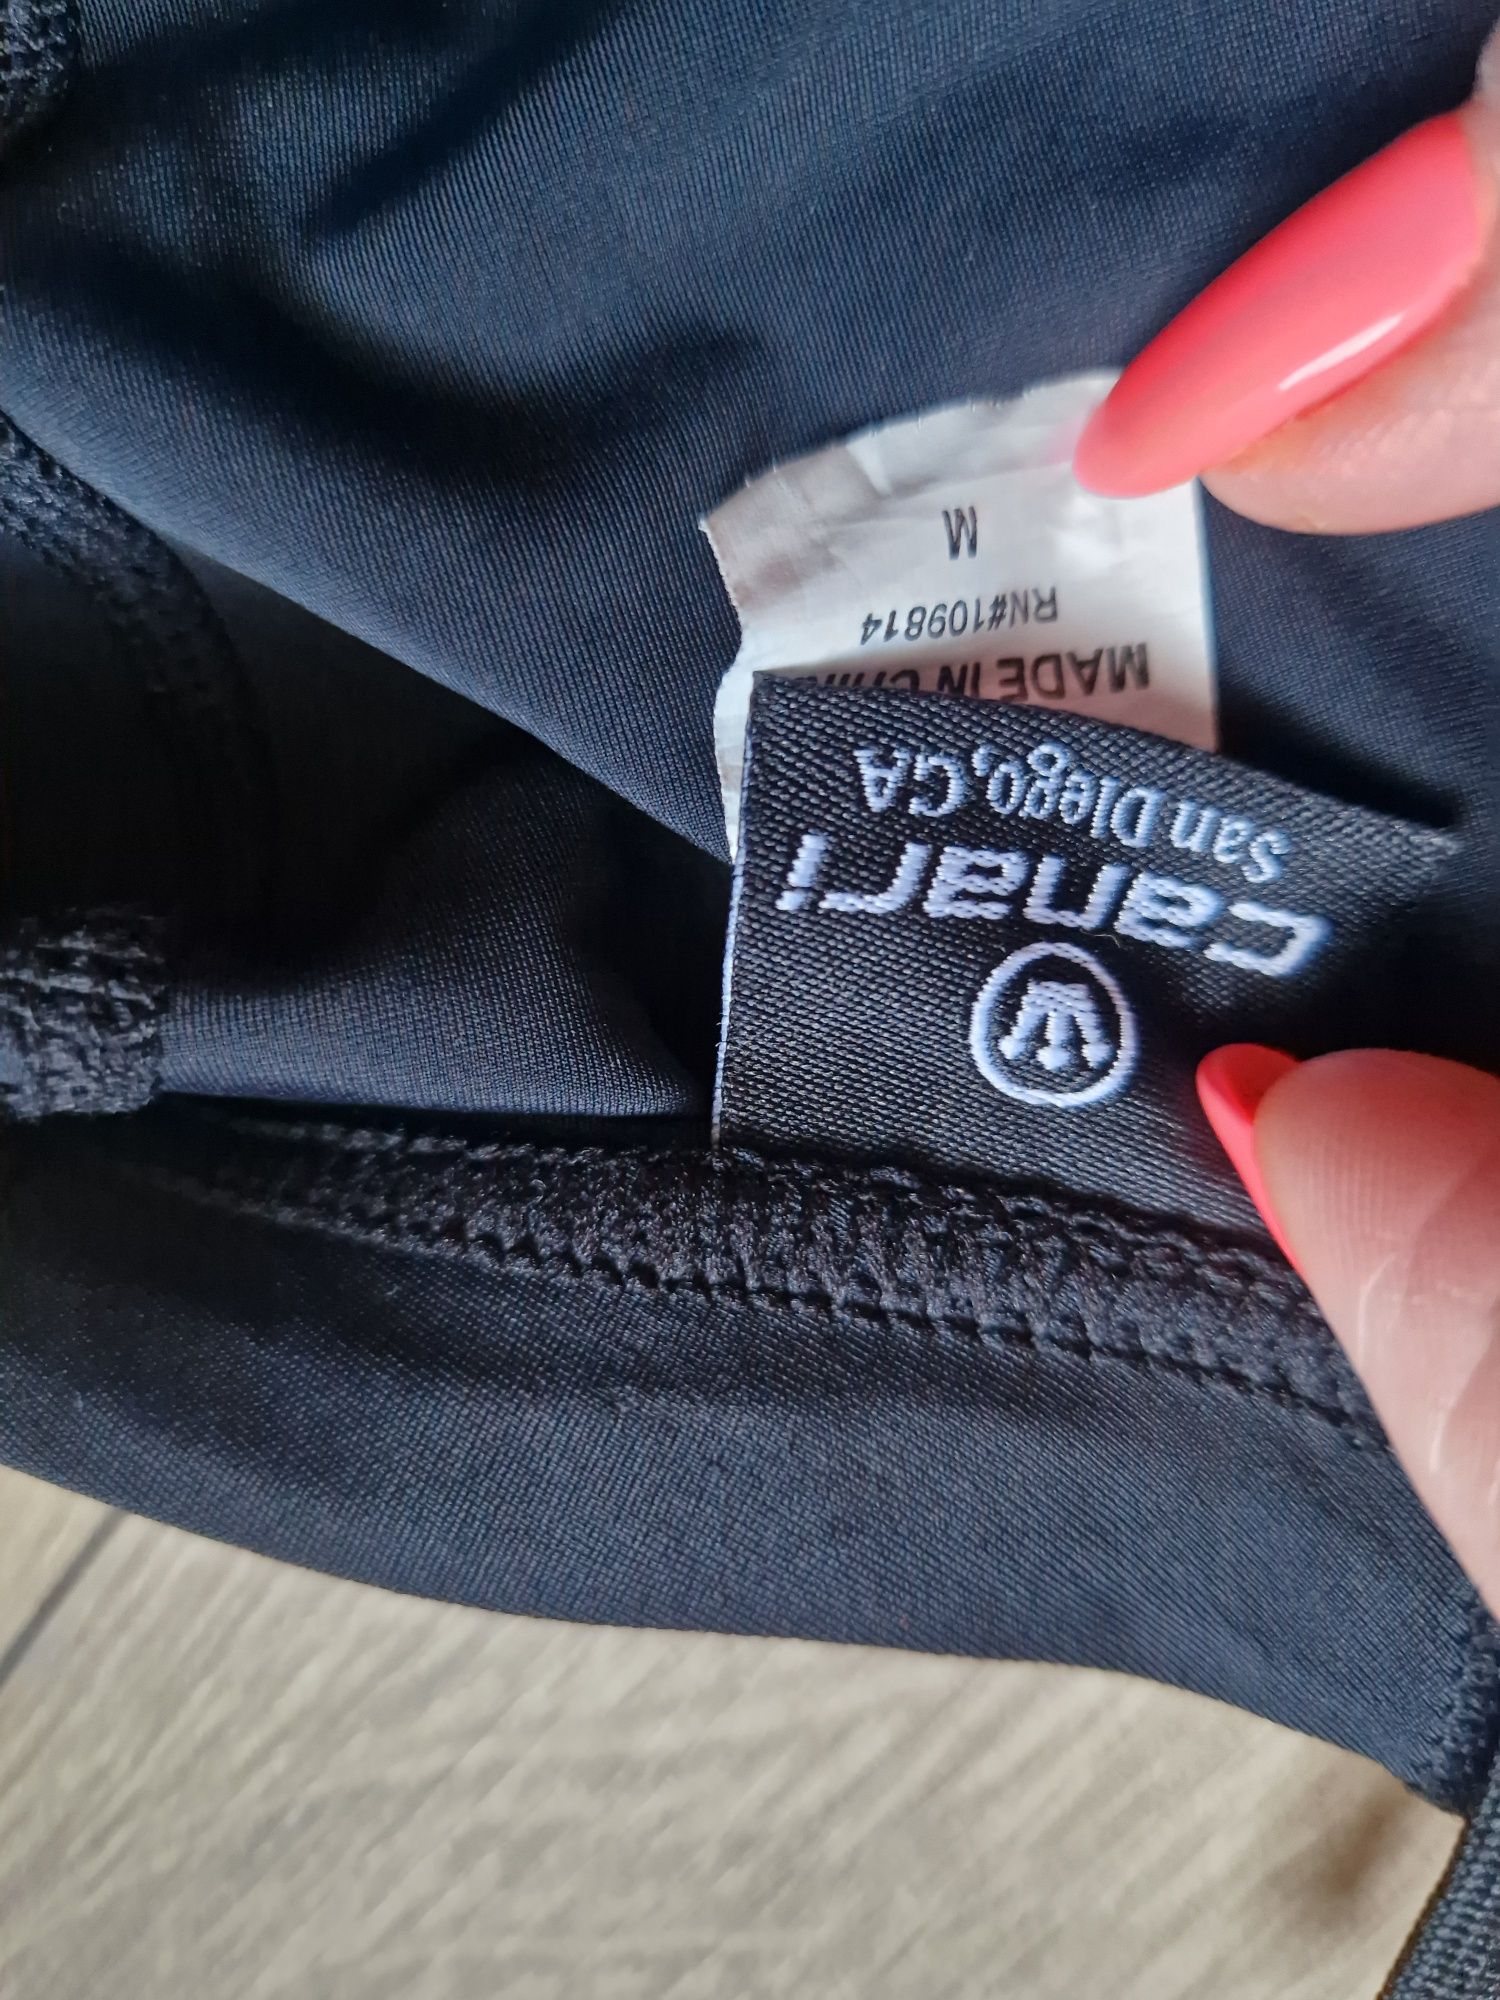 canari
San Diego, CA
MADE IN
RN#109814
M